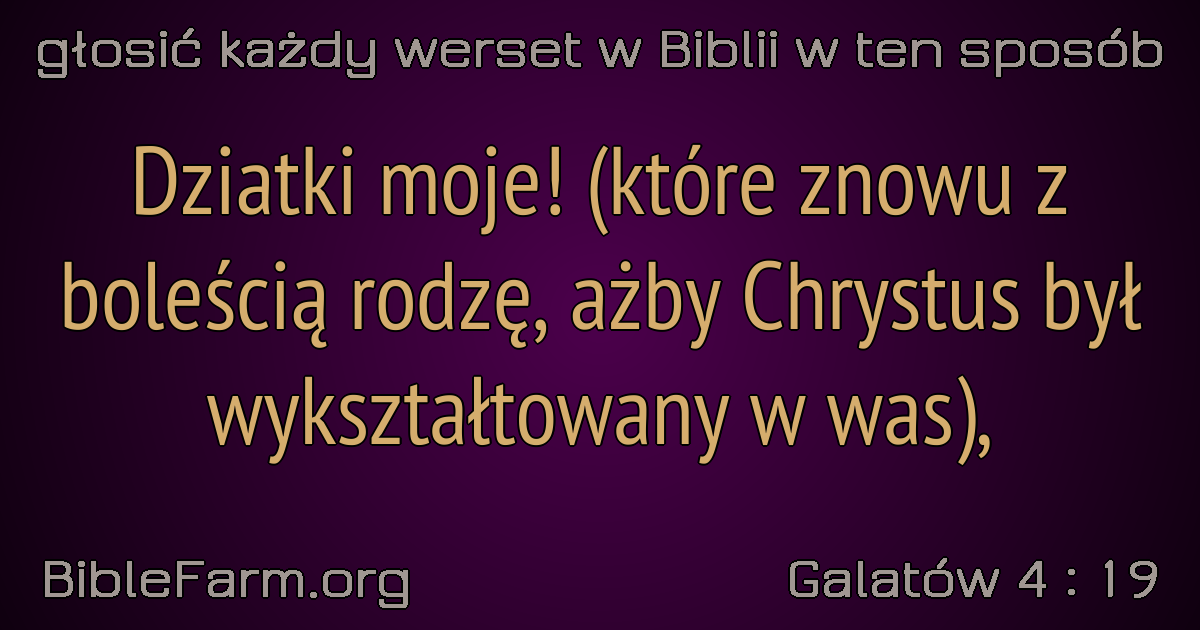 głosić każdy werset w Biblii w ten sposób
Dziatki moje! (które znowu z
boleścią rodzę, ażby Chrystus był
wykształtowany w was),
BibleFarm.org
Galatów 4 : 19